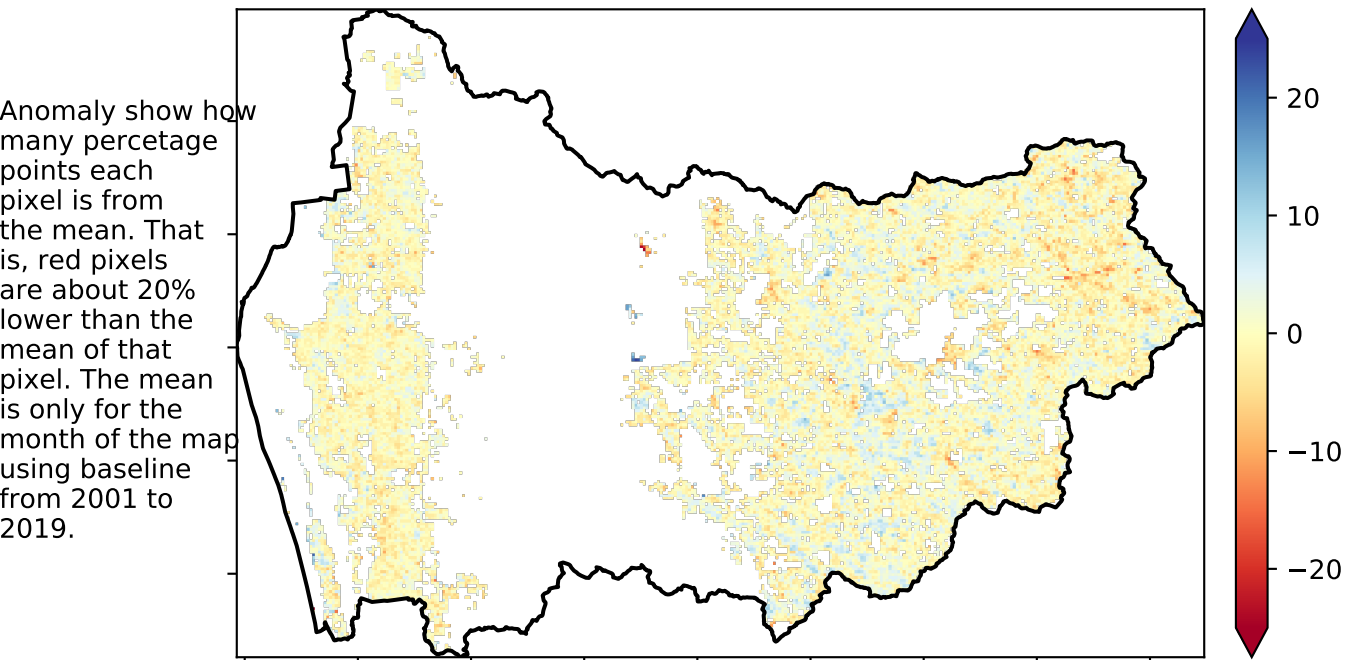 Anomaly show how
many percetage
points each
pixel is from
the mean. That
is, red pixels
are about 20%
lower than the
mean of that
pixel. The mean
is only for the
month of the map
using baseline
from 2001 to
2019.
20
10
0
−10
−20